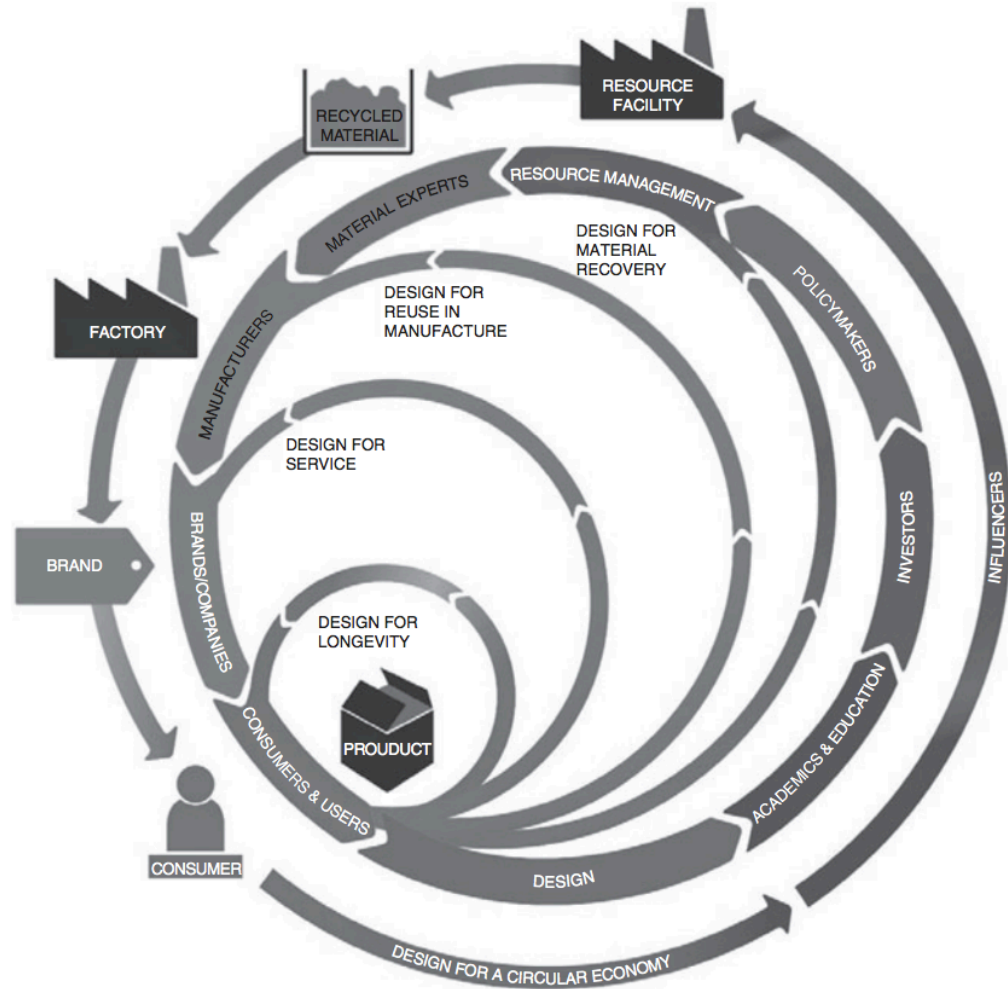 RESOURCE
FACILITY
RECYCLED
MATERIAL
RESOURCE MANAGEMENT
MATERIAL EXPERTS
DESIGN FOR
MATERIAL
RECOVERY
POLICYMAKERS
DESIGN FOR
REUSE IN
MANUFACTURE
FACTORY
MANUFACTURERS
DESIGN FOR
SERVICE
INVESTORS
INFLUENCERS
BRAND
BRANDS/COMPANIES
DESIGN FOR
LONGEVITY
PROUDUCT
CONSUMERS & USERS
ACADEMICS & EDUCATION
CONSUMER
DESIGN
DESIGN FOR A CIRCULAR ECONOMY